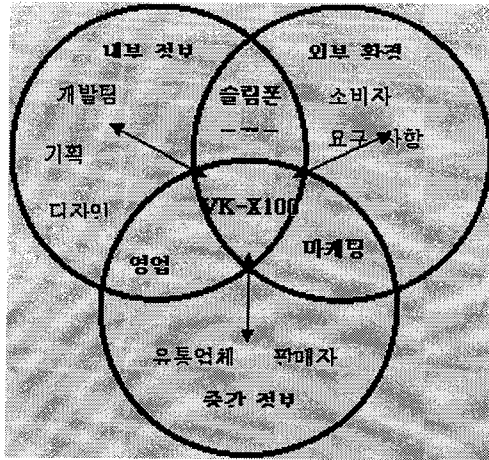 내부 정보
외부 환경
개발팀
슬림폰
소비자
요구 사항
기획
디자이
VK-X100
영업
마케팅
유통업체
판매자
중간 정보